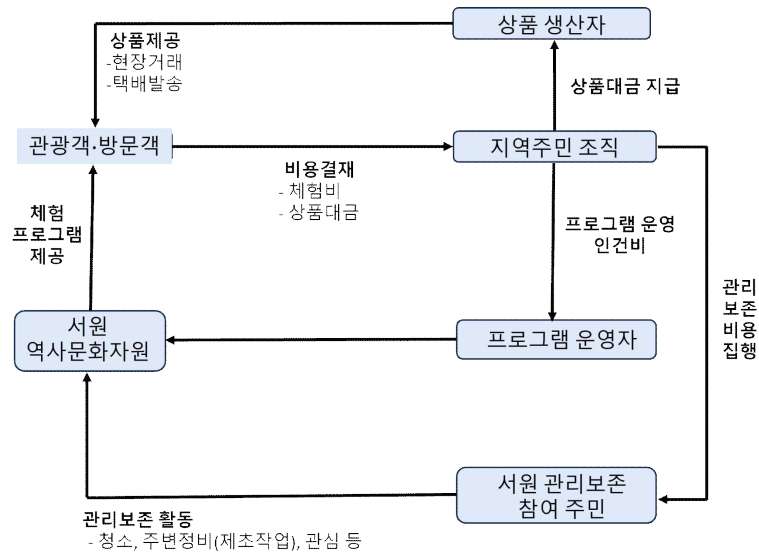 상품 생산자
상품제공
-현장거래
-택배발송
상품대금 지급
관광객·방문객
지역주민 조직
비용결재
- 체험비
- 상품대금
체험
프로그램
제공
프로그램 운영
인건비
관리
보존
비용
집행
서원
역사문화자원
프로그램 운영자
서원 관리보존
참여 주민
관리보존 활동
- 청소, 주변정비(제초작업), 관심 등